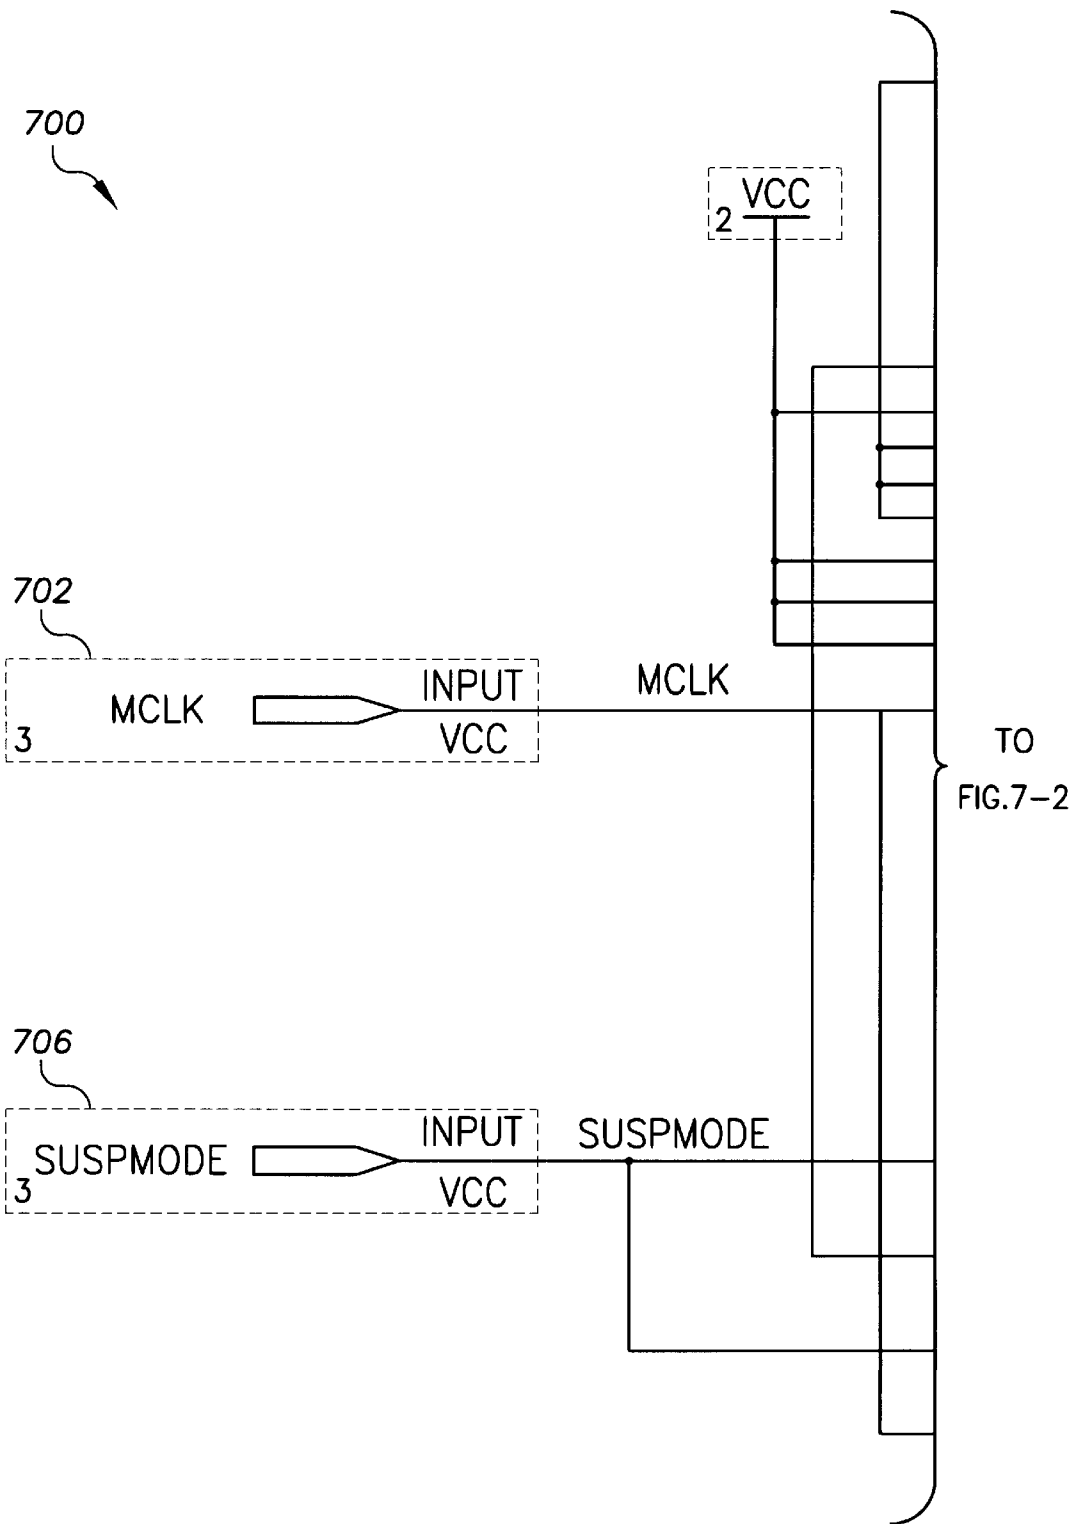 700
VCC
2
702
INPUT
MCLK
MCLK
VCC
3
TO
FIG.7-2
706
INPUT
SUSPMODE
SUSPMODE
VCC
3